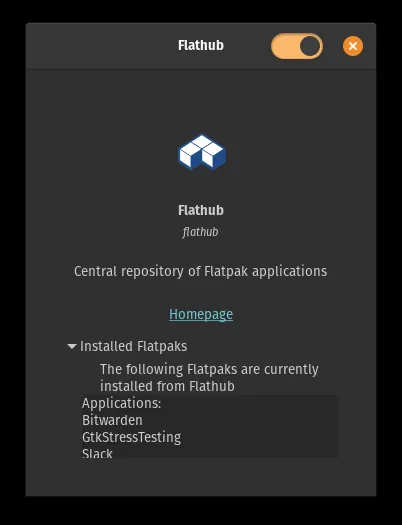 Flathub
Flathub
flathub
Central repository of Flatpak applications
Homepage
Installed Flatpaks
The following Flatpaks are currently
installed from Flathub
Applications:
Bitwarden
GtkStressTesting
Slack